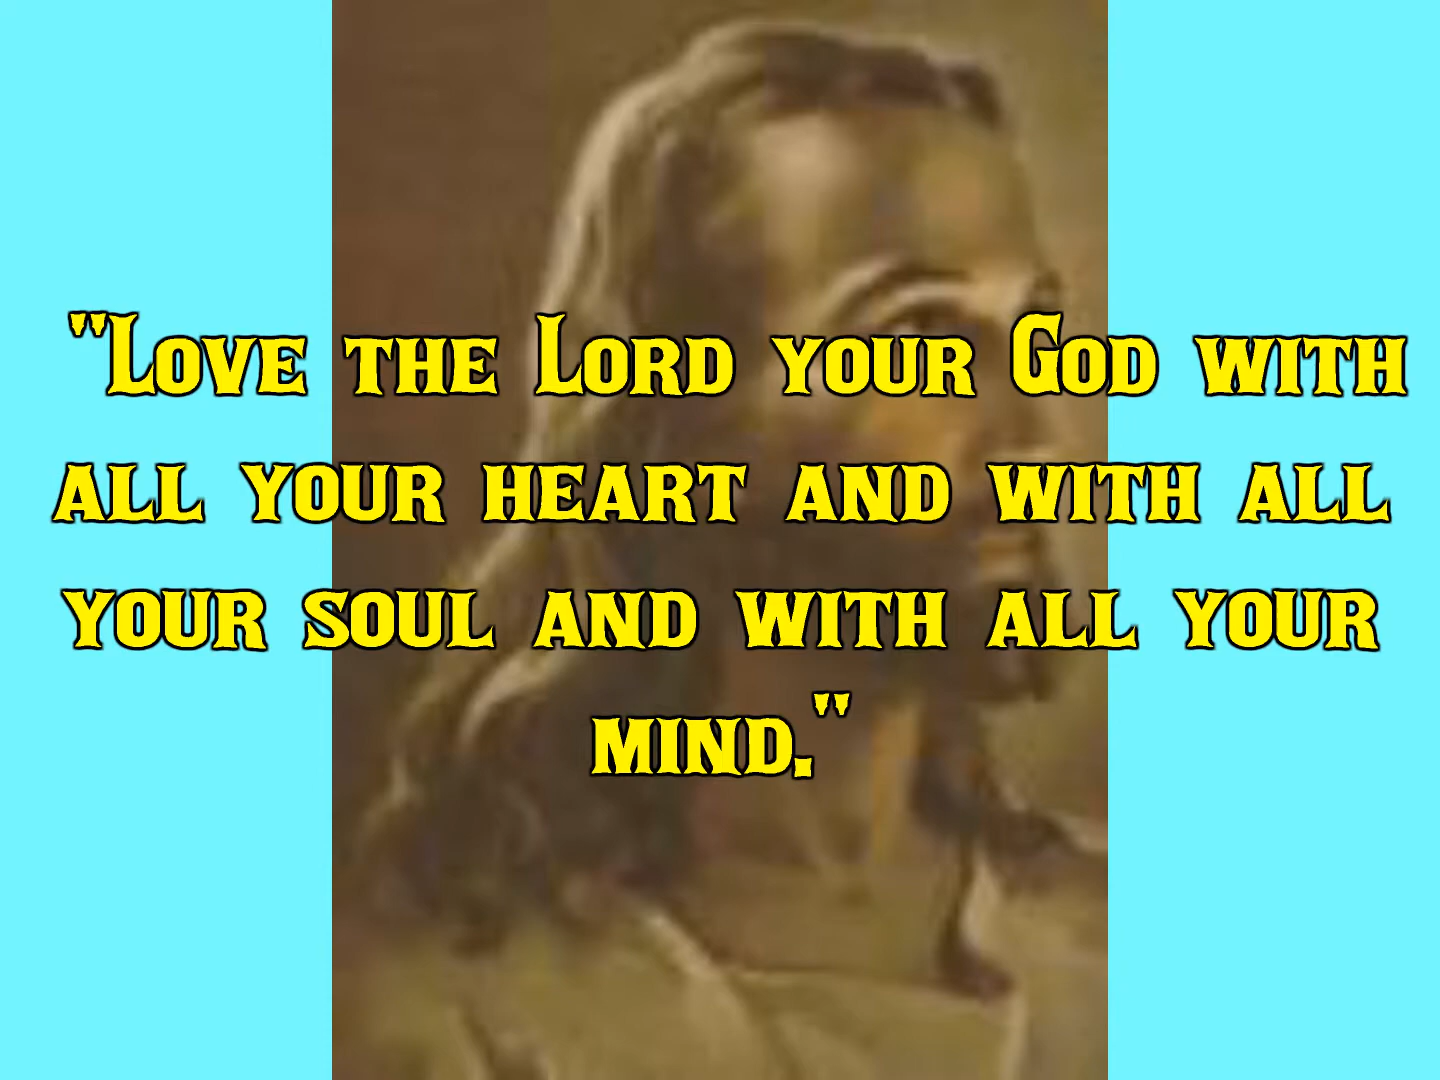 "Love the Lord your God with
all your heart and with all
your soul and with all your
mind."